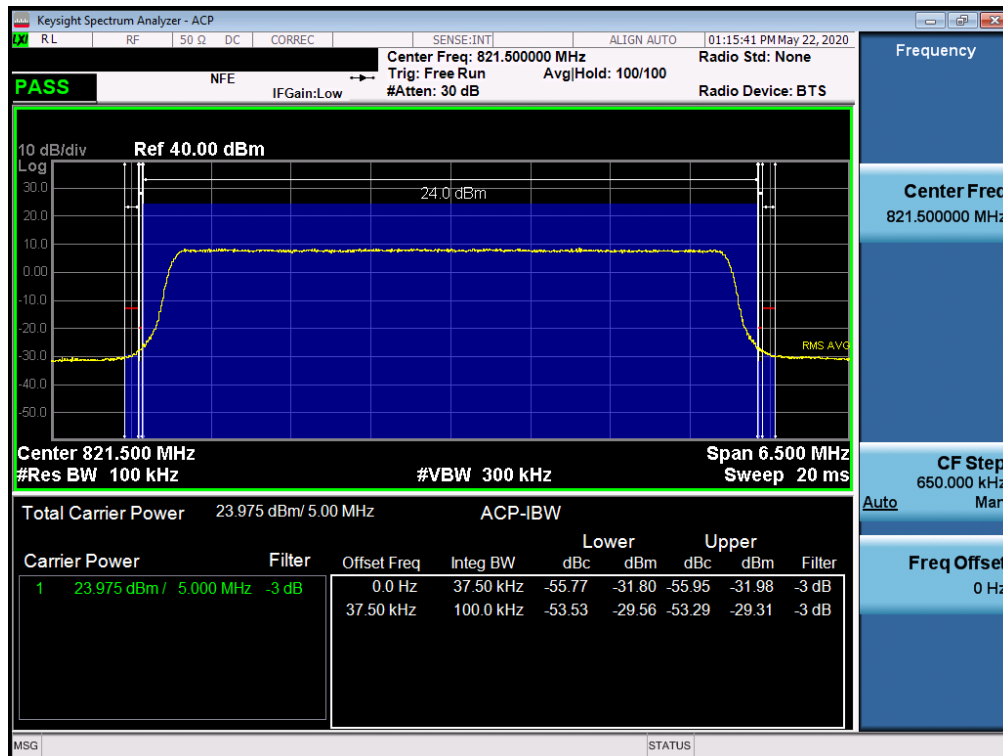 Keysight Spectrum Analyzer - ACP
LXI RL RF 50 Ω DC CORREC SENSE:INT ALIGN AUTO 01:15:41 PM May 22, 2020
Center Freq: 821.500000 MHz Radio Std: None
PASS NFE Trig: Free Run Avg|Hold: 100/100
IFGain:Low #Atten: 30 dB Radio Device: BTS
10 dB/div Ref 40.00 dBm
Log
30.0
24.0 dBm
20.0
10.0
0.00
-10.0
-20.0
-30.0
RMS AVG
-40.0
-50.0
Center 821.500 MHz Span 6.500 MHz
#Res BW 100 kHz #VBW 300 kHz Sweep 20 ms
Total Carrier Power 23.975 dBm/ 5.00 MHz ACP-IBW
Lower Upper
Carrier Power Filter Offset Freq Integ BW dBc dBm dBc dBm Filter
1 23.975 dBm / 5.000 MHz -3 dB 0.0 Hz 37.50 kHz -55.77 -31.80 -55.95 -31.98 -3 dB
37.50 kHz 100.0 kHz -53.53 -29.56 -53.29 -29.31 -3 dB
Frequency
Center Freq
821.500000 MHz
CF Step
650.000 kHz
Auto Man
Freq Offset
0 Hz
MSG STATUS